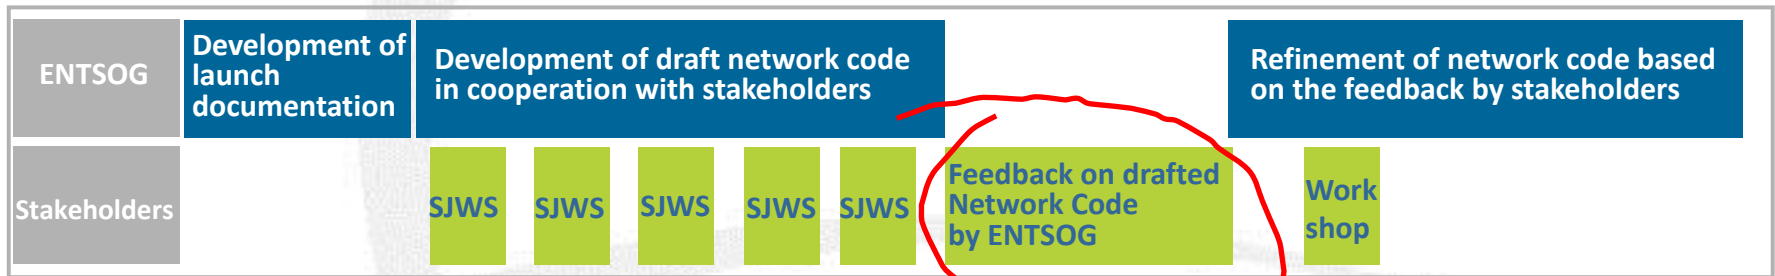 ENTSOG
Development of
launch
documentation
Development of draft network code
in cooperation with stakeholders
Refinement of network code based
on the feedback by stakeholders
Stakeholders
SJWS
SJWS
SJWS
SJWS
SJWS
Feedback on drafted
Network Code
by ENTSOG
Work
shop